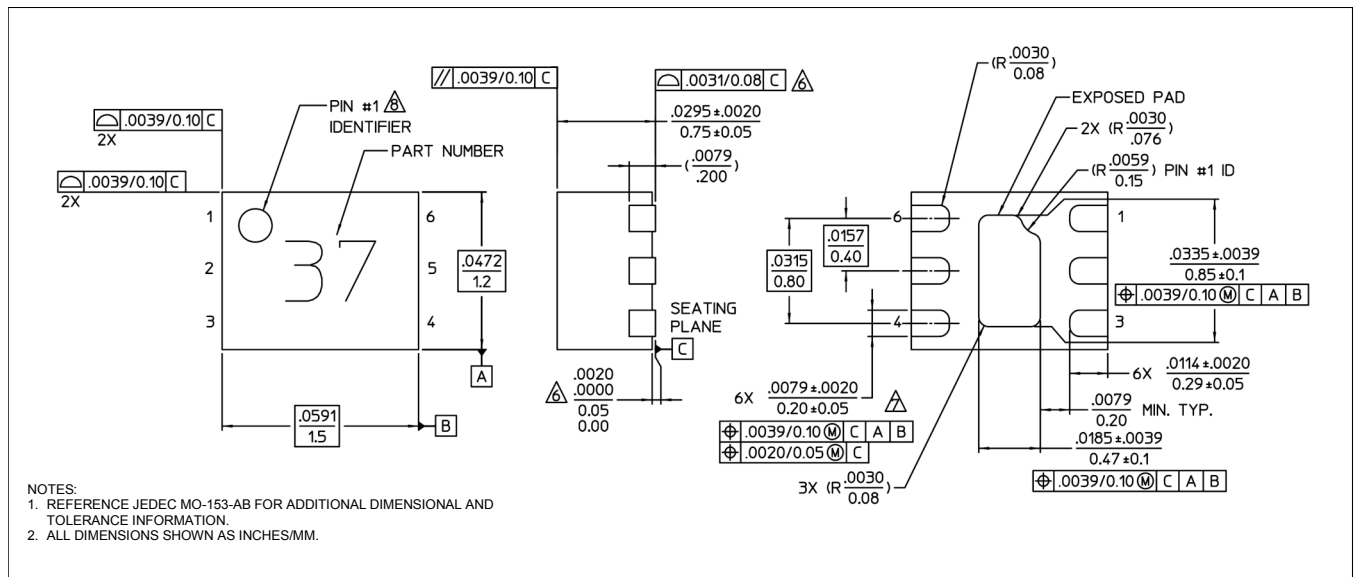 // .0039/0.10 C
⌓ .0031/0.08 C 6
⌓ .0039/0.10 C
2X
⌓ .0039/0.10 C
2X
PIN #1 8
IDENTIFIER
PART NUMBER
1
2
3
6
5
4
37
.0472
1.2
A
.0591
1.5
B
.0295±.0020
0.75±0.05
(.0079
.200)
SEATING
PLANE
C
6
.0020
.0000
0.05
0.00
(R.0030
0.08)
EXPOSED PAD
2X (R.0030
.076)
(R.0059
0.15) PIN #1 ID
6
4
1
3
.0157
0.40
.0315
0.80
.0335±.0039
0.85±0.1
⌖ .0039/0.10 Ⓜ C A B
6X .0114±.0020
0.29±0.05
.0079
0.20 MIN. TYP.
.0185±.0039
0.47±0.1
⌖ .0039/0.10 Ⓜ C A B
6X .0079±.0020
0.20±0.05
7
⌖ .0039/0.10 Ⓜ C A B
⌖ .0020/0.05 Ⓜ C
3X (R.0030
0.08)
NOTES:
1. REFERENCE JEDEC MO-153-AB FOR ADDITIONAL DIMENSIONAL AND
TOLERANCE INFORMATION.
2. ALL DIMENSIONS SHOWN AS INCHES/MM.